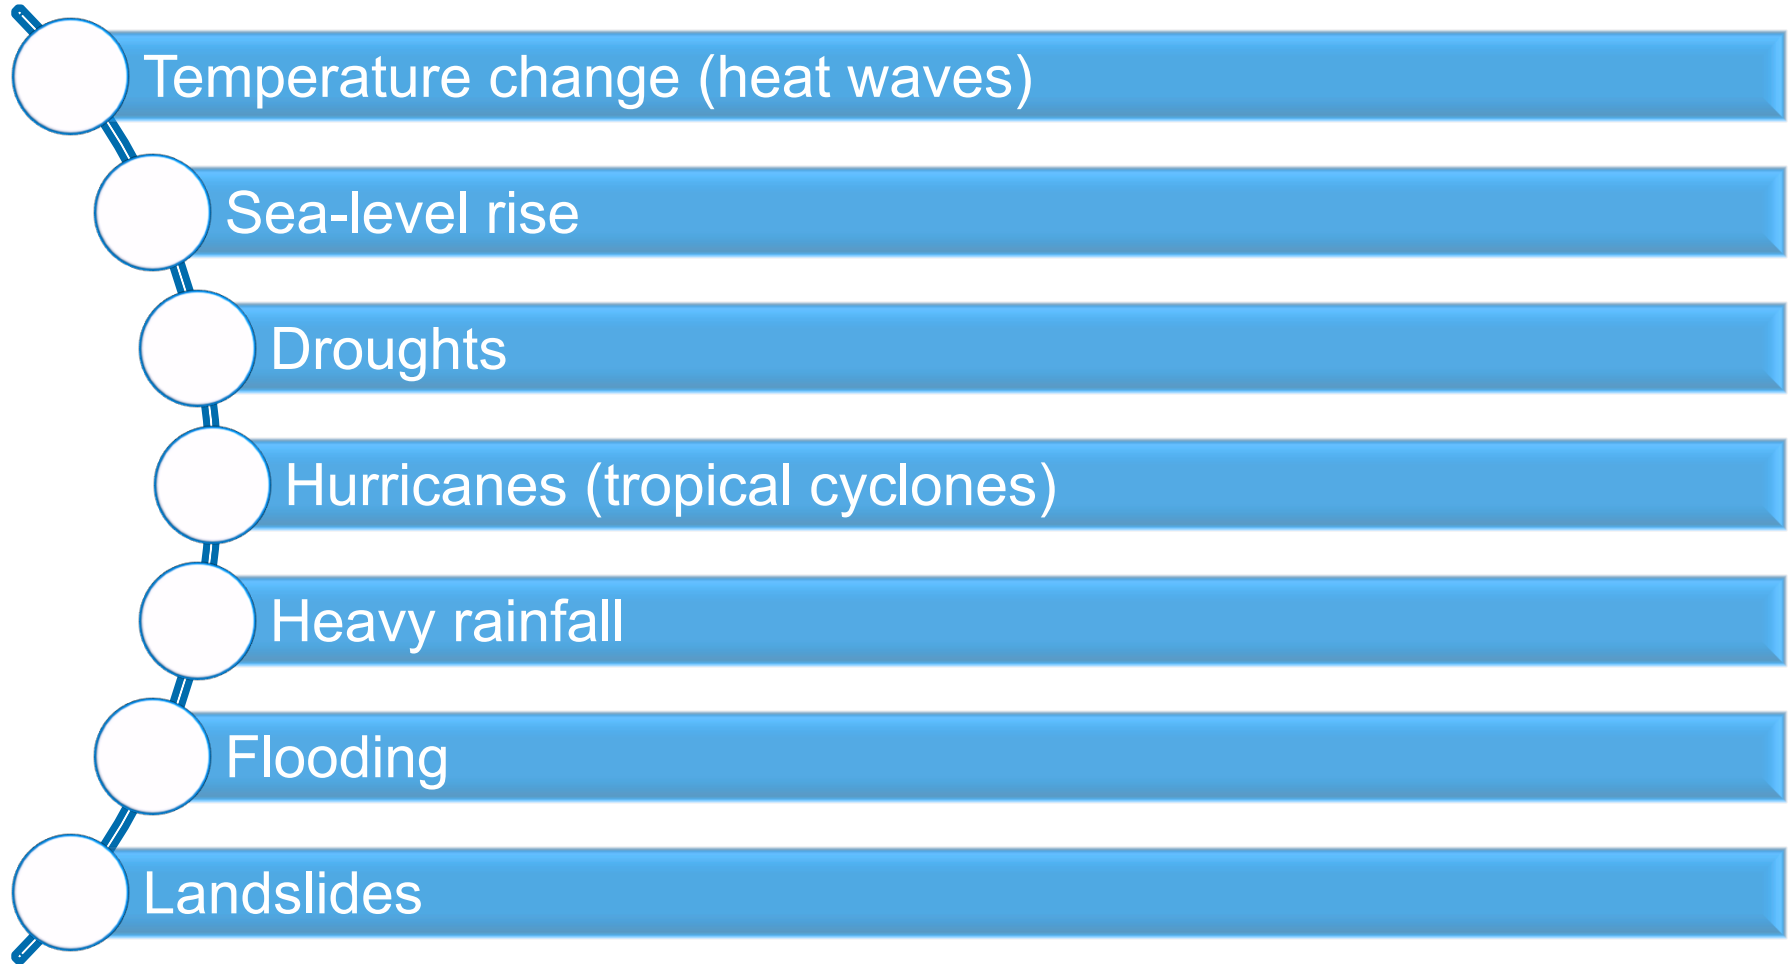 Temperature change (heat waves)
Sea-level rise
Droughts
Hurricanes (tropical cyclones)
Heavy rainfall
Flooding
Landslides